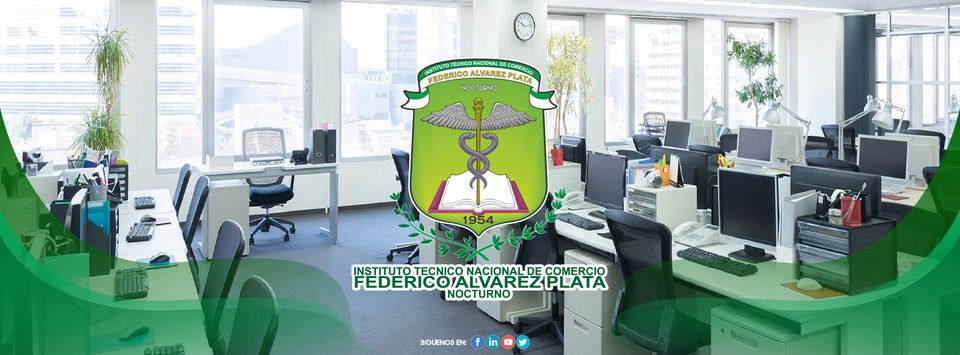 INSTITUTO TÉCNICO NACIONAL DE COMERCIO
FEDERICO ALVAREZ PLATA
NOCTURNO
1954
INSTITUTO TECNICO NACIONAL DE COMERCIO
FEDERICO ALVAREZ PLATA
NOCTURNO
SIGUENOS EN: